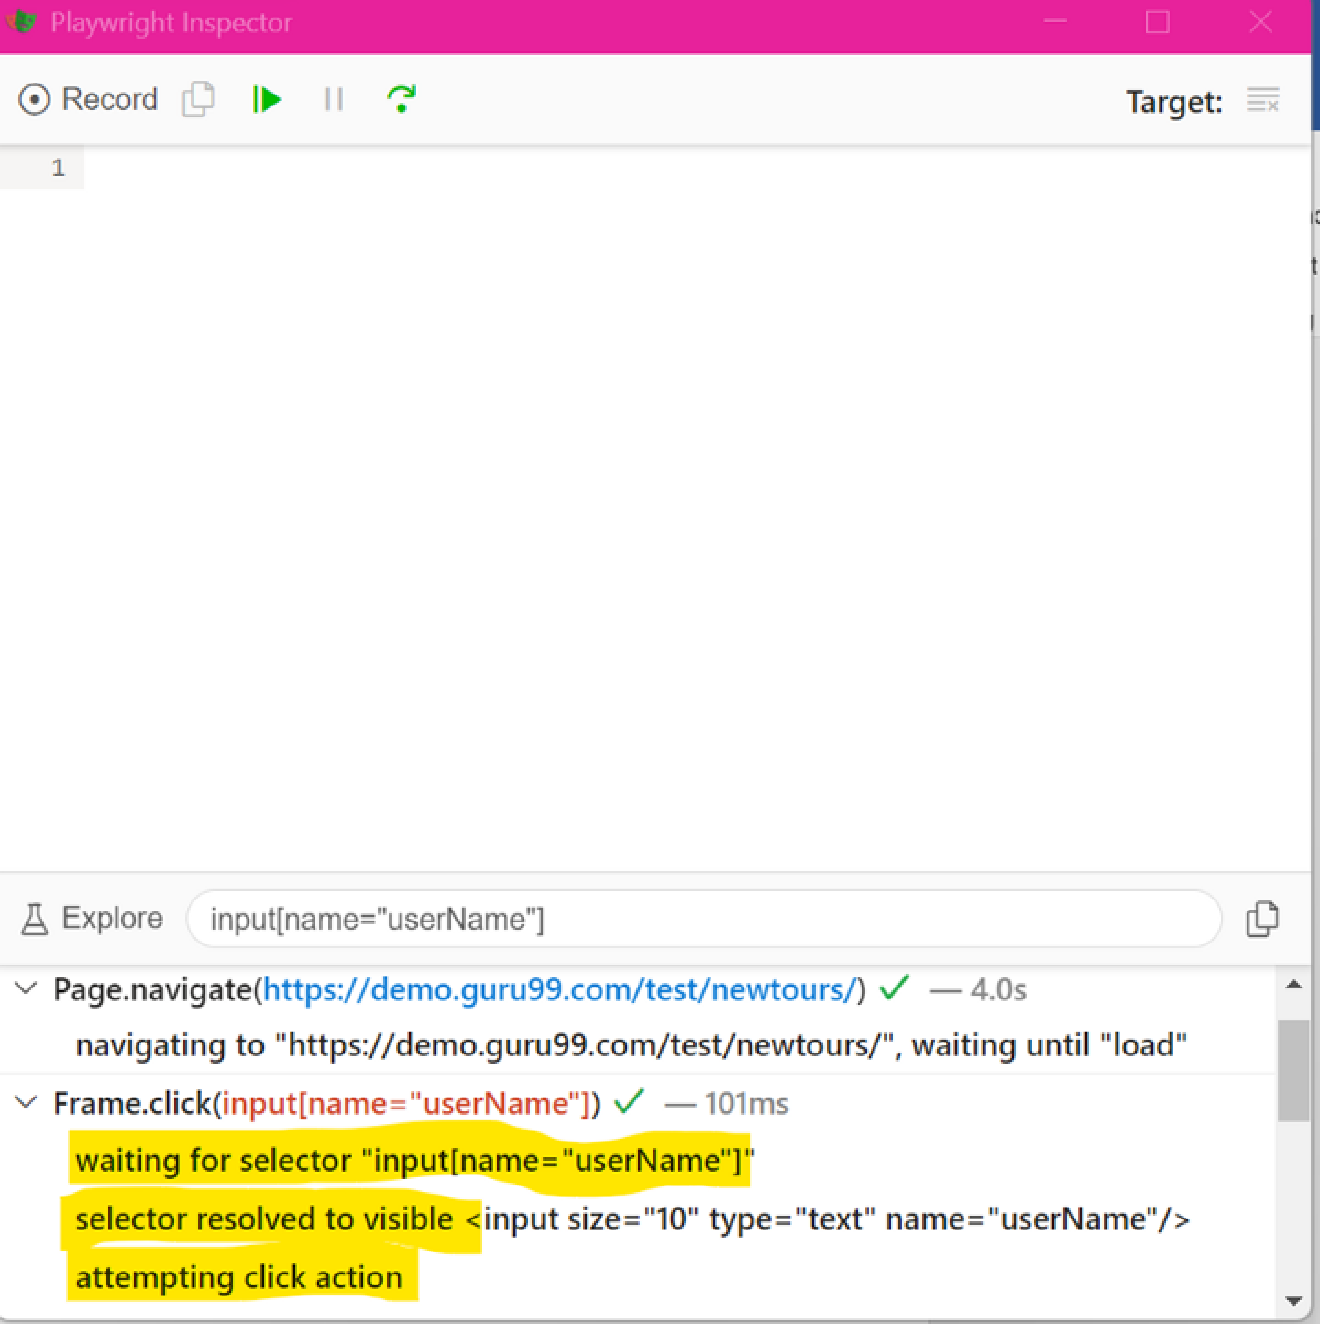 Playwright Inspector
Record
Target:
1
Explore
input[name="userName"]
Page.navigate(https://demo.guru99.com/test/newtours/) ✓ — 4.0s
navigating to "https://demo.guru99.com/test/newtours/", waiting until "load"
Frame.click(input[name="userName"]) ✓ — 101ms
waiting for selector "input[name="userName"]"
selector resolved to visible <input size="10" type="text" name="userName"/>
attempting click action